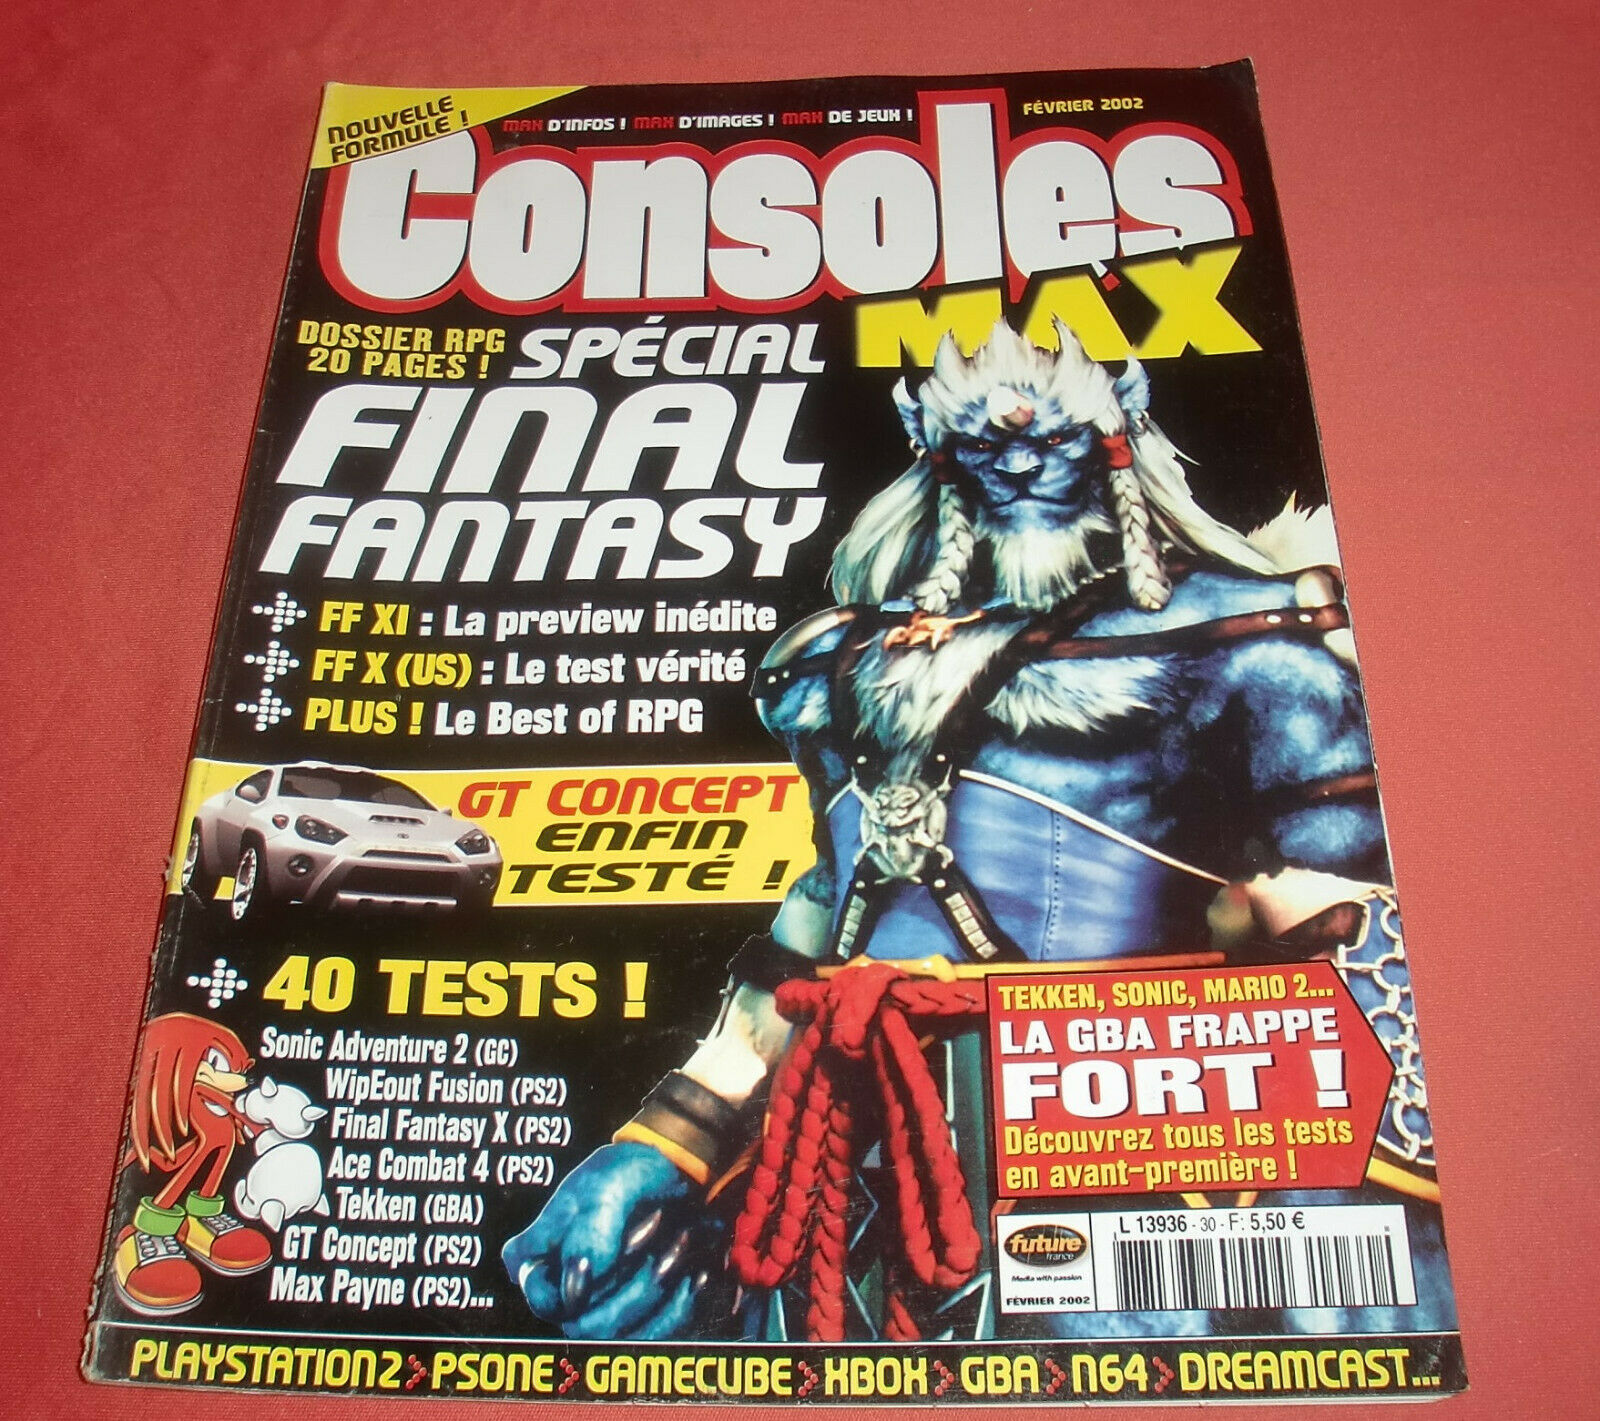 NOUVELLE
FORMULE !
MAX D'INFOS ! MAX D'IMAGES ! MAX DE JEUX !
FÉVRIER 2002
Consoles
MAX
DOSSIER RPG
20 PAGES !
SPÉCIAL
FINAL
FANTASY
FF XI : La preview inédite
FF X (US) : Le test vérité
PLUS ! Le Best of RPG
GT CONCEPT
ENFIN
TESTÉ !
40 TESTS !
Sonic Adventure 2 (GC)
WipEout Fusion (PS2)
Final Fantasy X (PS2)
Ace Combat 4 (PS2)
Tekken (GBA)
GT Concept (PS2)
Max Payne (PS2)...
TEKKEN, SONIC, MARIO 2...
LA GBA FRAPPE
FORT !
Découvrez tous les tests
en avant-première !
future
france
Media with passion
FÉVRIER 2002
L 13936 - 30 - F: 5,50 €
PLAYSTATION2 PSONE GAMECUBE XBOX GBA N64 DREAMCAST...